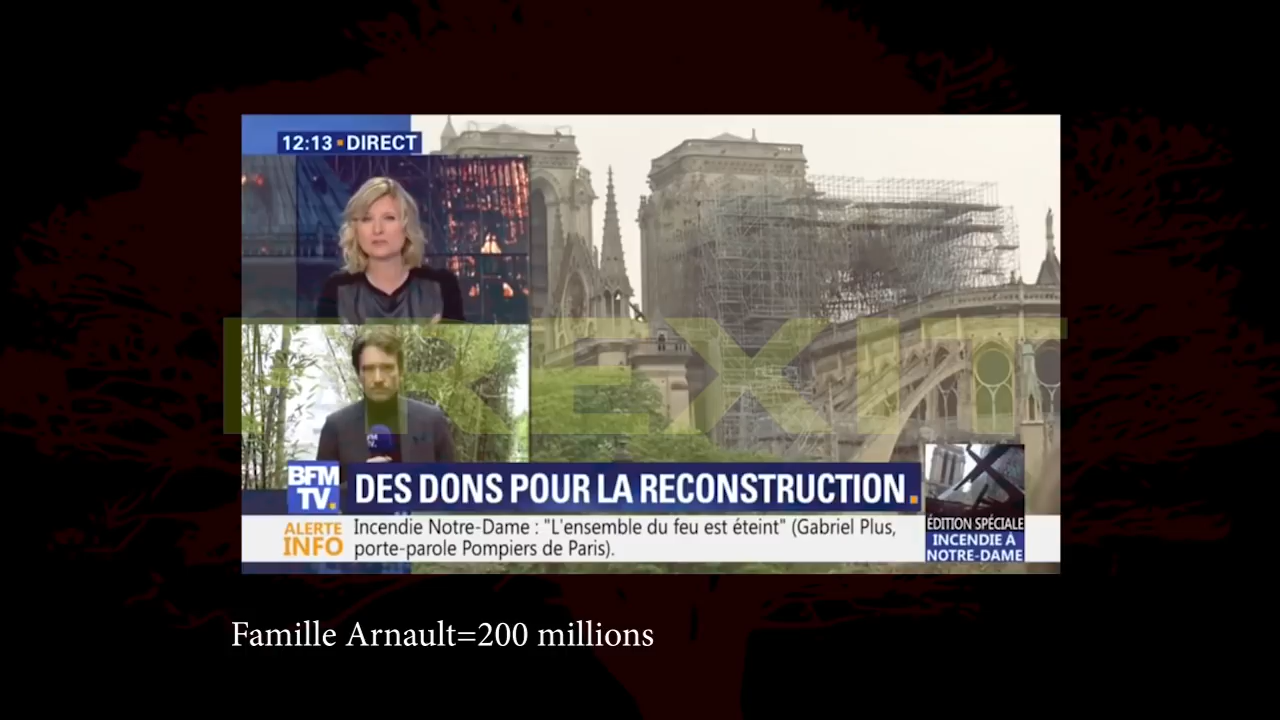 12:13 DIRECT
FREXIT
BFM
TV.
DES DONS POUR LA RECONSTRUCTION.
ALERTE
INFO
Incendie Notre-Dame : "L'ensemble du feu est éteint" (Gabriel Plus,
porte-parole Pompiers de Paris).
ÉDITION SPÉCIALE
INCENDIE À
NOTRE-DAME
Famille Arnault=200 millions